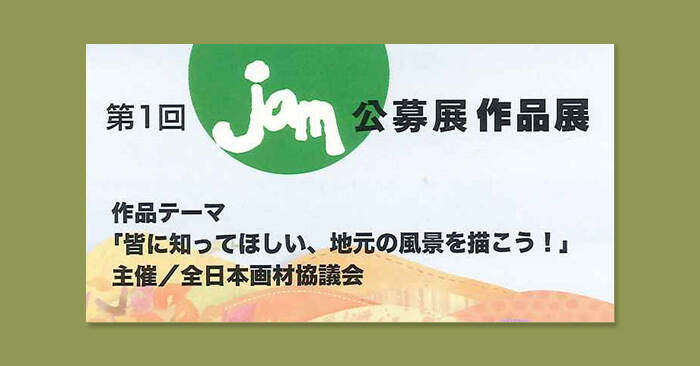 第1回 jam 公募展 作品展
作品テーマ
「皆に知ってほしい、地元の風景を描こう！」
主催／全日本画材協議会